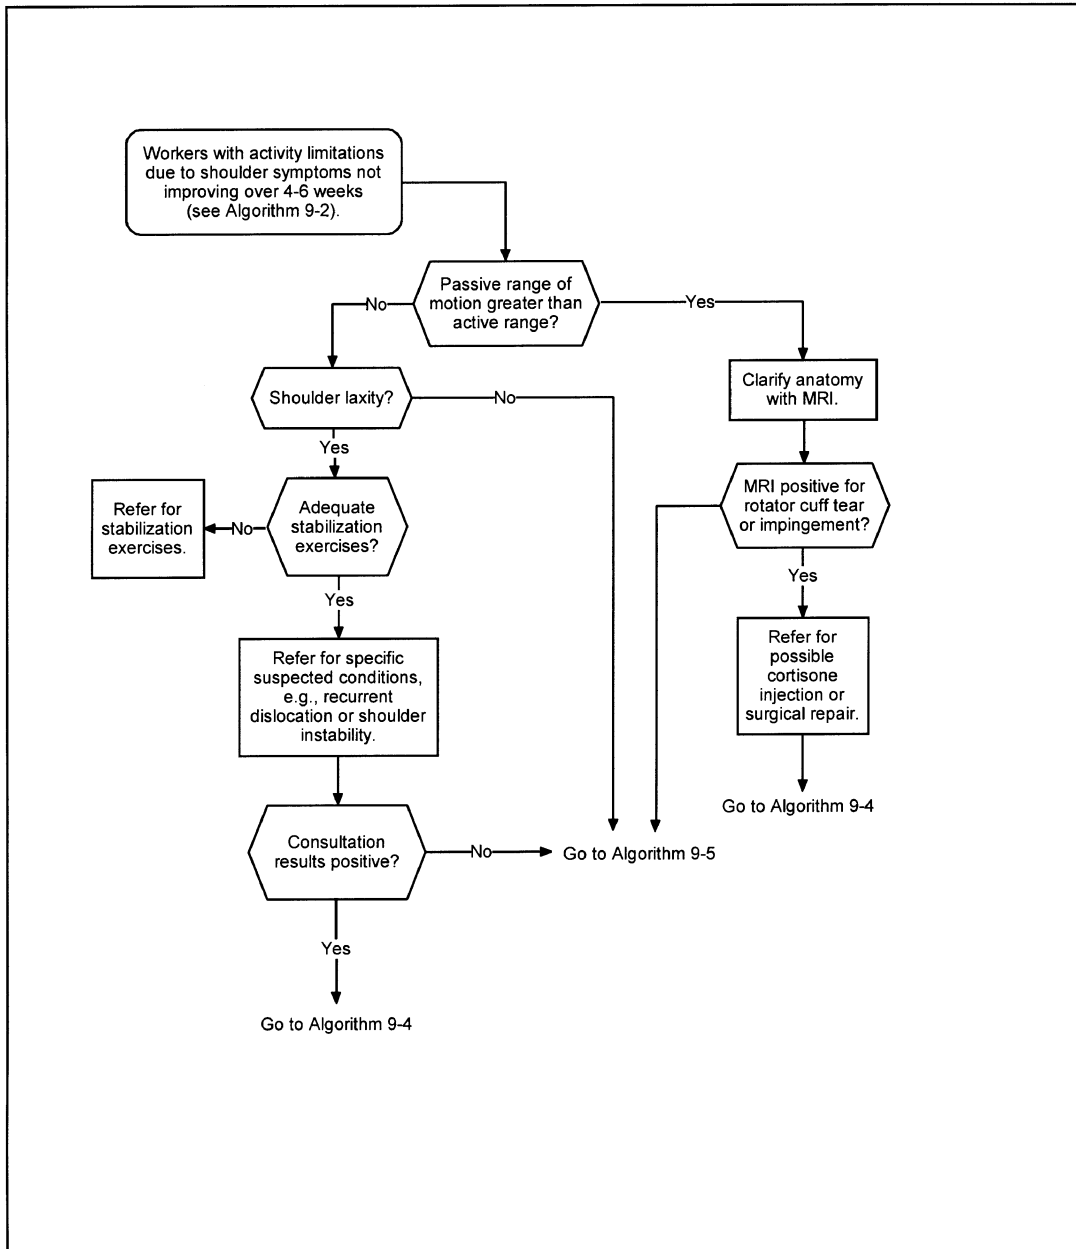 Workers with activity limitations
due to shoulder symptoms not
improving over 4-6 weeks
(see Algorithm 9-2).
Passive range of
motion greater than
active range?
No
Yes
Shoulder laxity?
No
Clarify anatomy
with MRI.
Yes
Refer for
stabilization
exercises.
No
Adequate
stabilization
exercises?
MRI positive for
rotator cuff tear
or impingement?
Yes
Yes
Refer for specific
suspected conditions,
e.g., recurrent
dislocation or shoulder
instability.
Refer for
possible
cortisone
injection or
surgical repair.
Go to Algorithm 9-4
Consultation
results positive?
No
Go to Algorithm 9-5
Yes
Go to Algorithm 9-4